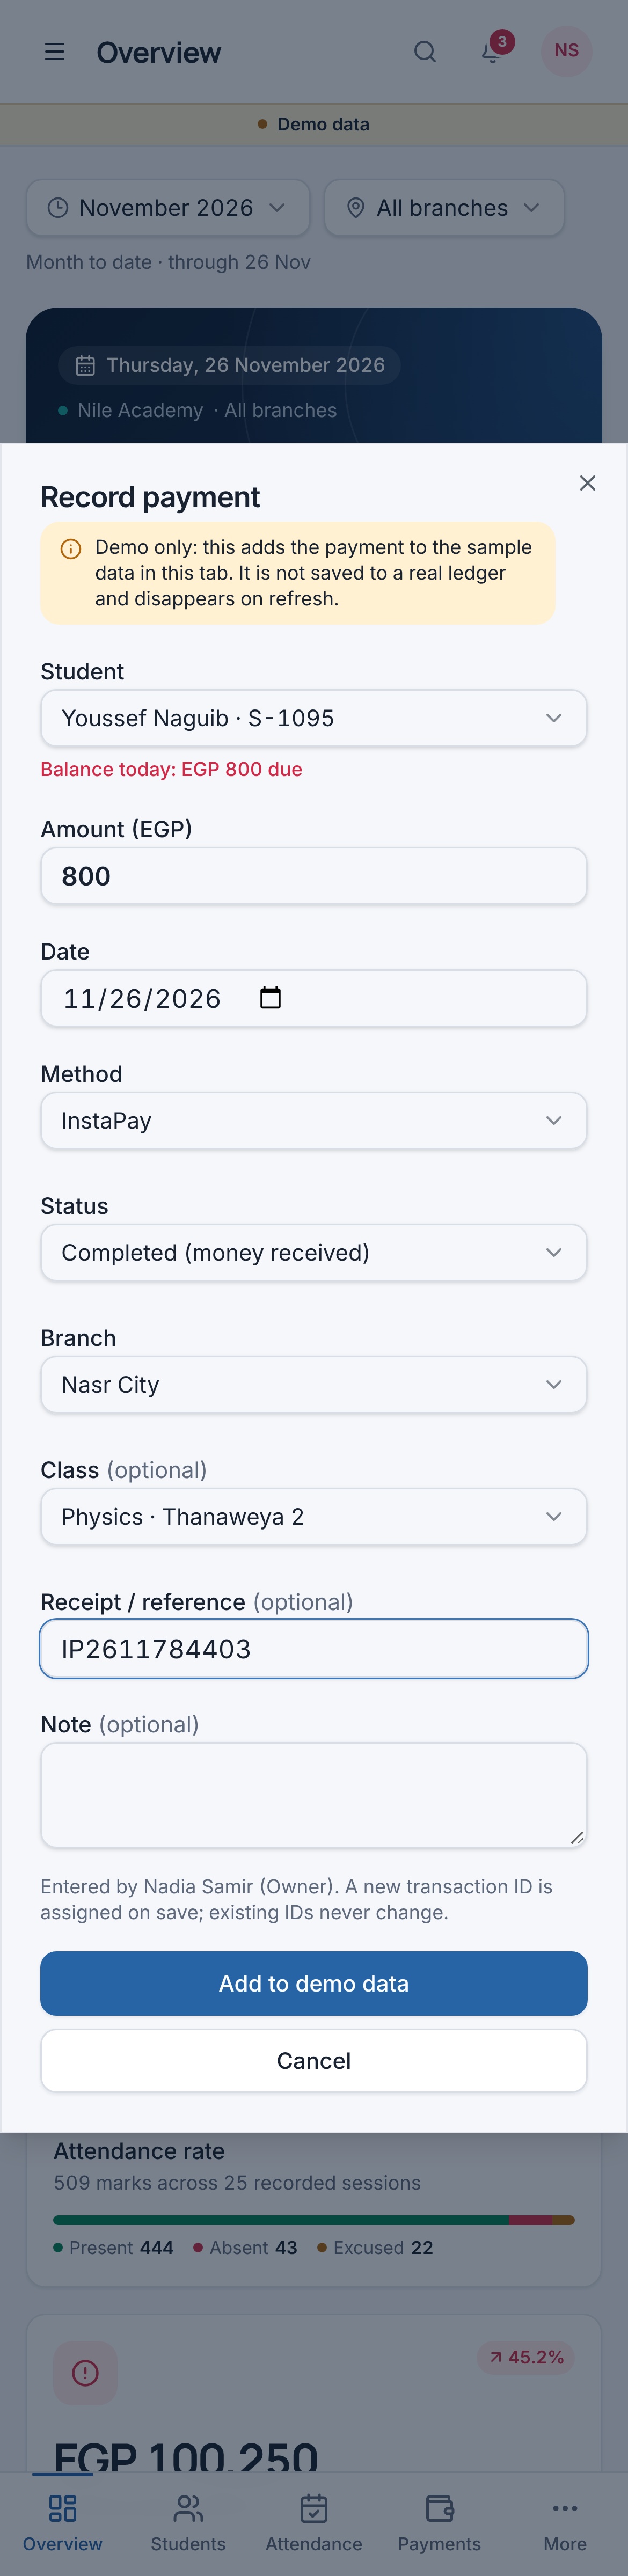 Overview
3
NS
Demo data
November 2026
All branches
Month to date · through 26 Nov
Thursday, 26 November 2026
Nile Academy · All branches
Record payment
Demo only: this adds the payment to the sample
data in this tab. It is not saved to a real ledger
and disappears on refresh.
Student
Youssef Naguib · S-1095
Balance today: EGP 800 due
Amount (EGP)
800
Date
11/26/2026
Method
InstaPay
Status
Completed (money received)
Branch
Nasr City
Class (optional)
Physics · Thanaweya 2
Receipt / reference (optional)
IP2611784403
Note (optional)
Entered by Nadia Samir (Owner). A new transaction ID is
assigned on save; existing IDs never change.
Add to demo data
Cancel
Attendance rate
509 marks across 25 recorded sessions
Present 444 Absent 43 Excused 22
45.2%
EGP 100,250
Overview
Students
Attendance
Payments
More